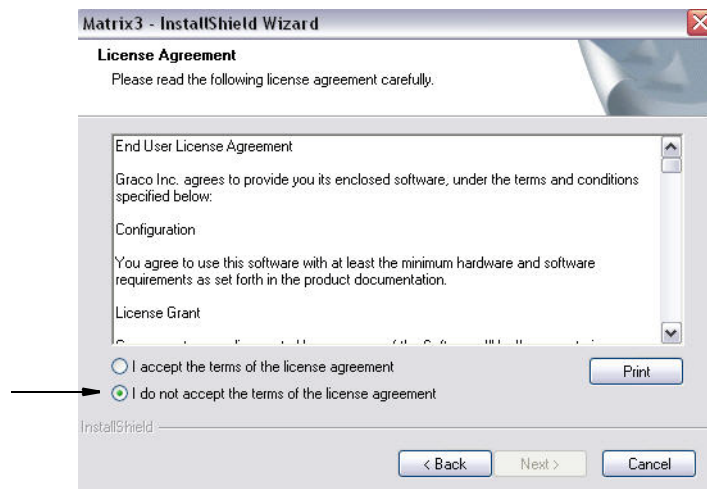 Matrix3 - InstallShield Wizard
License Agreement
Please read the following license agreement carefully.
End User License Agreement
Graco Inc. agrees to provide you its enclosed software, under the terms and conditions
specified below:
Configuration
You agree to use this software with at least the minimum hardware and software
requirements as set forth in the product documentation.
License Grant
I accept the terms of the license agreement
Print
I do not accept the terms of the license agreement
InstallShield
< Back
Next >
Cancel